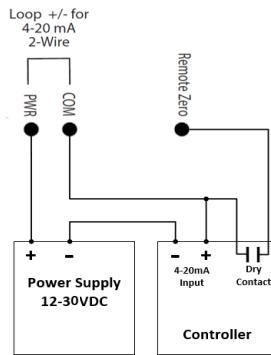 Loop +/- for
4-20 mA
2-Wire
PWR
COM
Remote Zero
+ -
Power Supply
12-30VDC
- +
4-20mA
Input
Dry
Contact
Controller